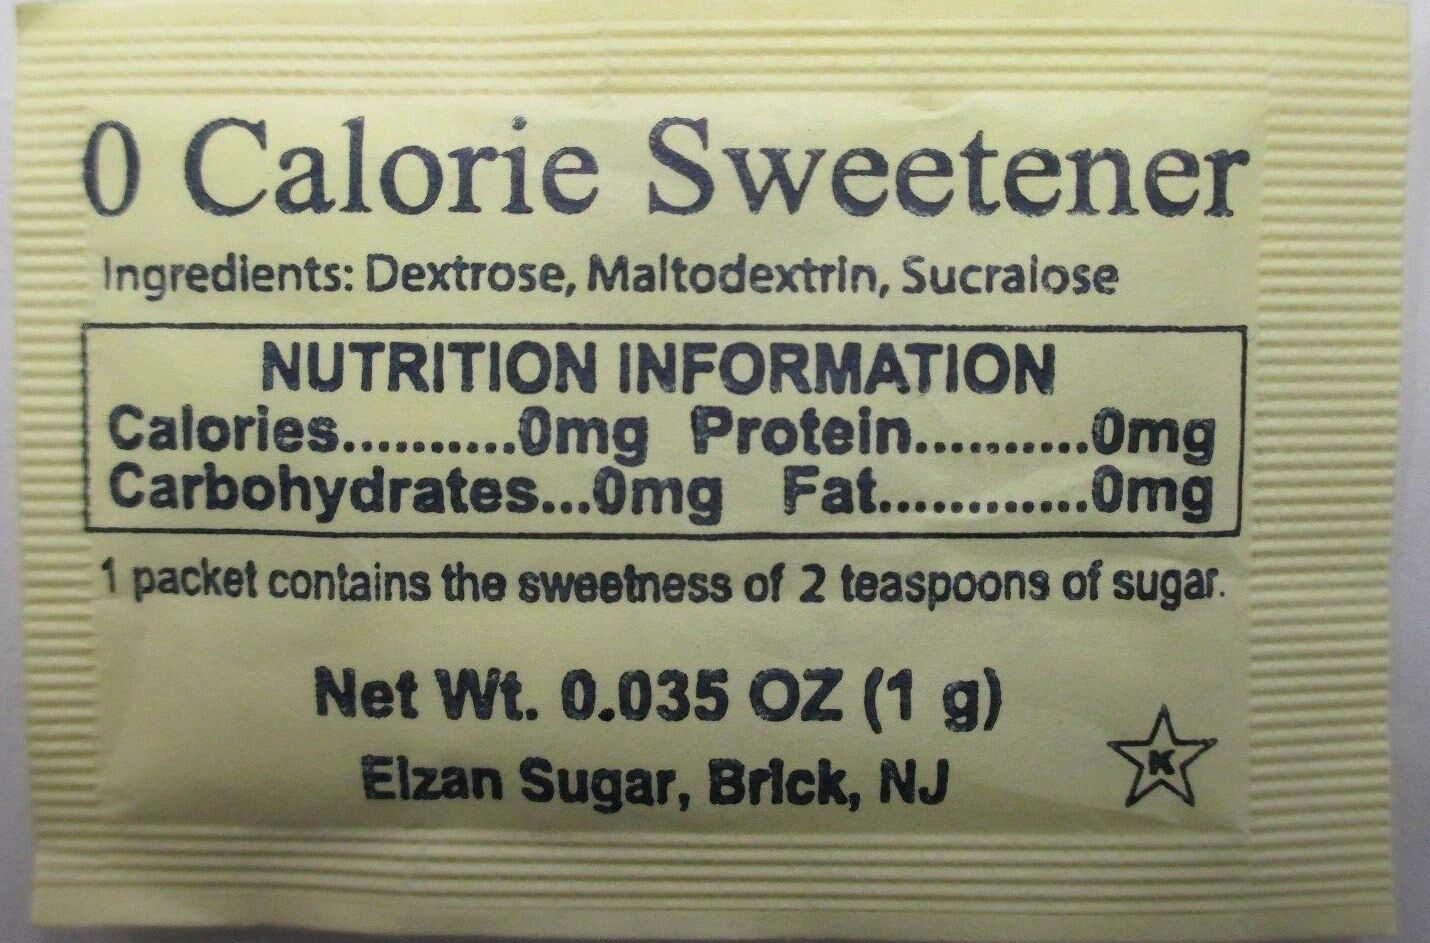 0 Calorie Sweetener
Ingredients: Dextrose, Maltodextrin, Sucralose
NUTRITION INFORMATION
Calories..........0mg Protein..........0mg
Carbohydrates...0mg Fat............0mg
1 packet contains the sweetness of 2 teaspoons of sugar.
Net Wt. 0.035 OZ (1 g)
Elzan Sugar, Brick, NJ
K